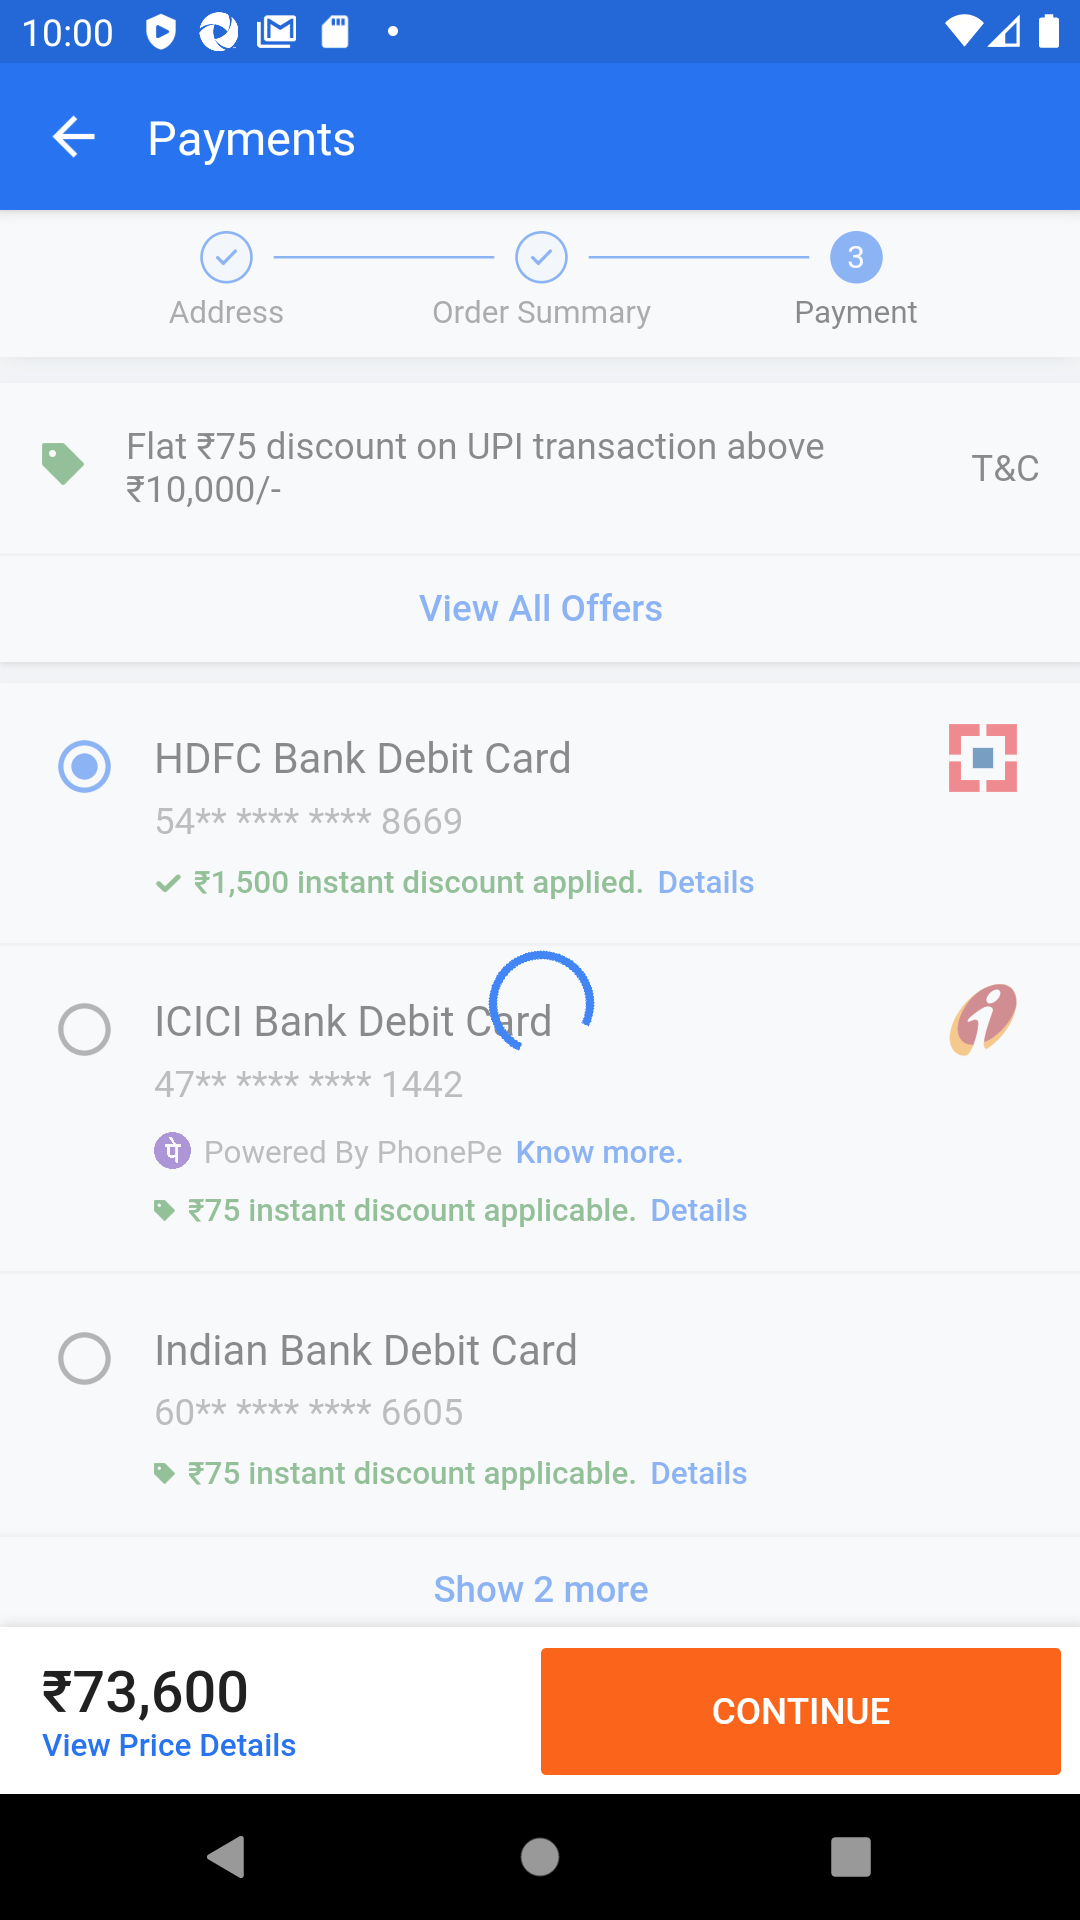 10:00
Payments
3
Address
Order Summary
Payment
Flat ₹75 discount on UPI transaction above
₹10,000/-
T&C
View All Offers
HDFC Bank Debit Card
54** **** **** 8669
₹1,500 instant discount applied. Details
ICICI Bank Debit Card
47** **** **** 1442
पे Powered By PhonePe Know more.
₹75 instant discount applicable. Details
Indian Bank Debit Card
60** **** **** 6605
₹75 instant discount applicable. Details
Show 2 more
₹73,600
View Price Details
CONTINUE